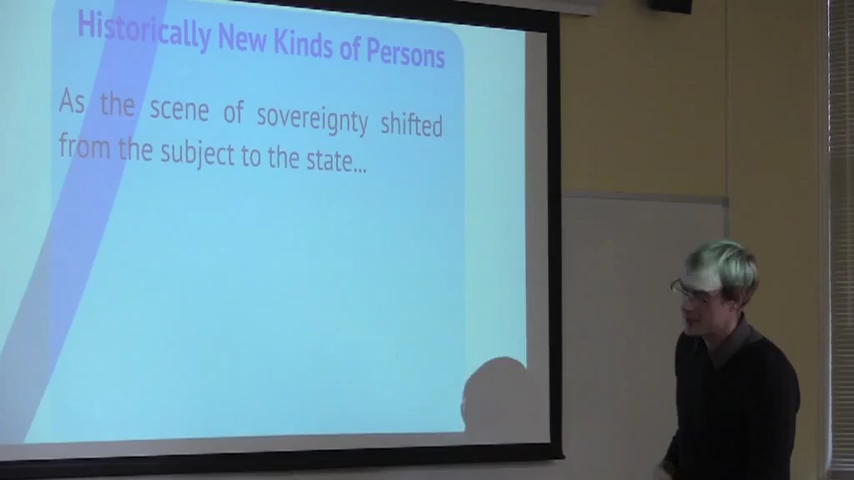 Historically New Kinds of Persons
As the scene of sovereignty shifted
from the subject to the state...